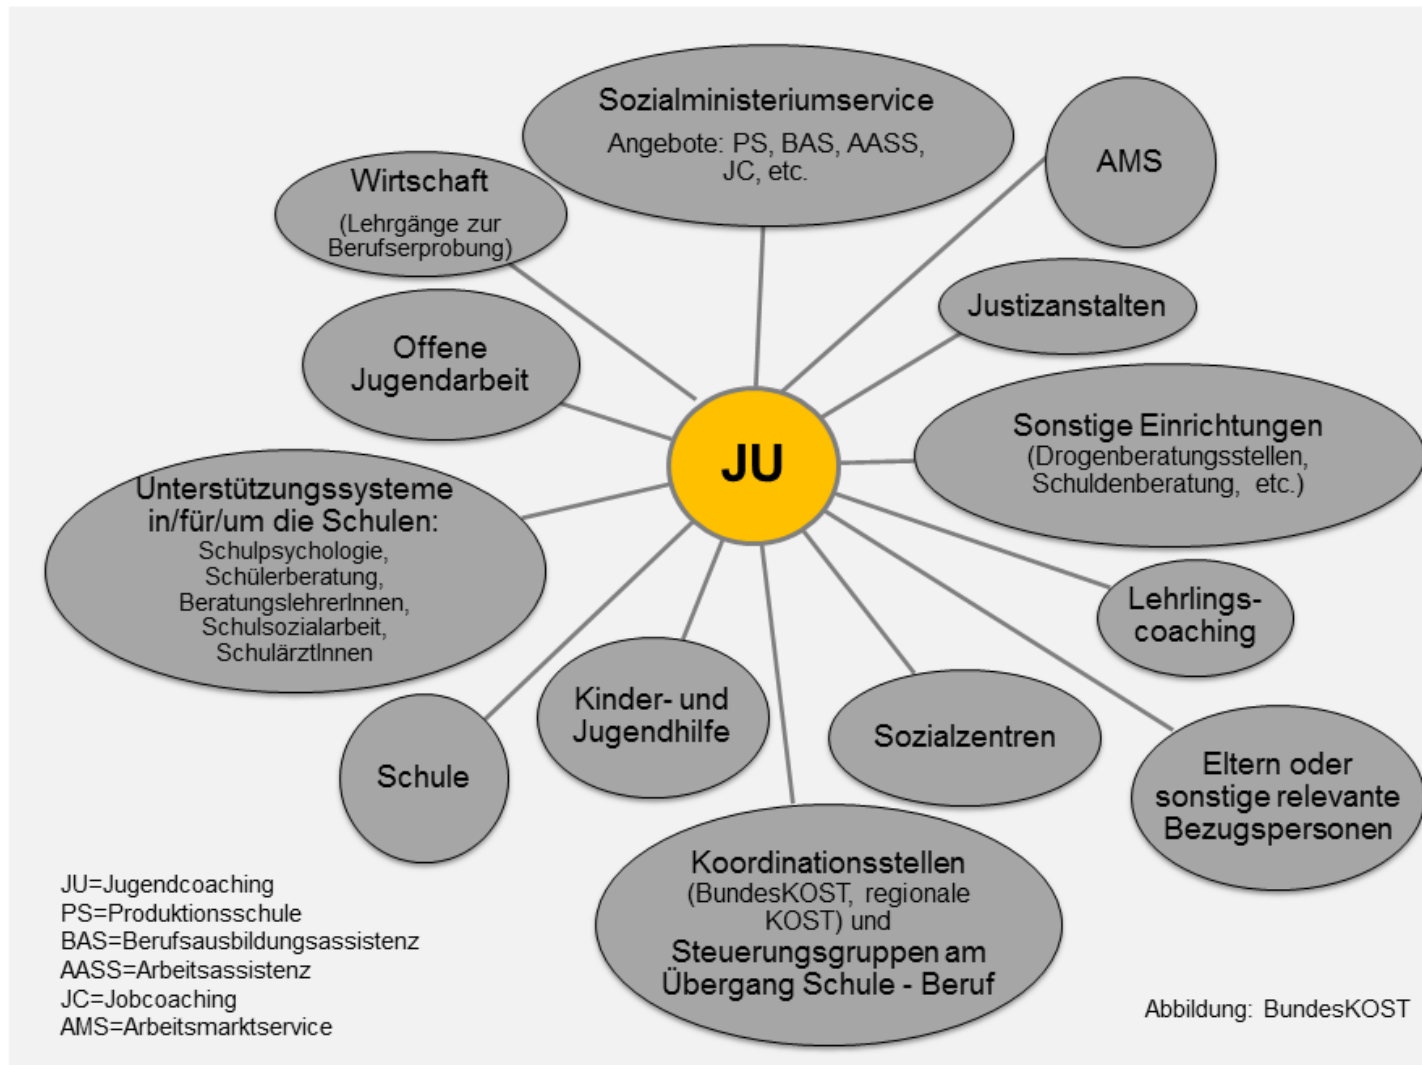 Sozialministeriumservice
Angebote: PS, BAS, AASS,
JC, etc.
AMS
Wirtschaft
(Lehrgänge zur
Berufserprobung)
Justizanstalten
Offene
Jugendarbeit
JU
Sonstige Einrichtungen
(Drogenberatungsstellen,
Schuldenberatung, etc.)
Unterstützungssysteme
in/für/um die Schulen:
Schulpsychologie,
Schülerberatung,
BeratungslehrerInnen,
Schulsozialarbeit,
SchulärztInnen
Lehrlings-
coaching
Kinder- und
Jugendhilfe
Sozialzentren
Schule
Eltern oder
sonstige relevante
Bezugspersonen
Koordinationsstellen
(BundesKOST, regionale
KOST) und
Steuerungsgruppen am
Übergang Schule - Beruf
JU=Jugendcoaching
PS=Produktionsschule
BAS=Berufsausbildungsassistenz
AASS=Arbeitsassistenz
JC=Jobcoaching
AMS=Arbeitsmarktservice
Abbildung: BundesKOST